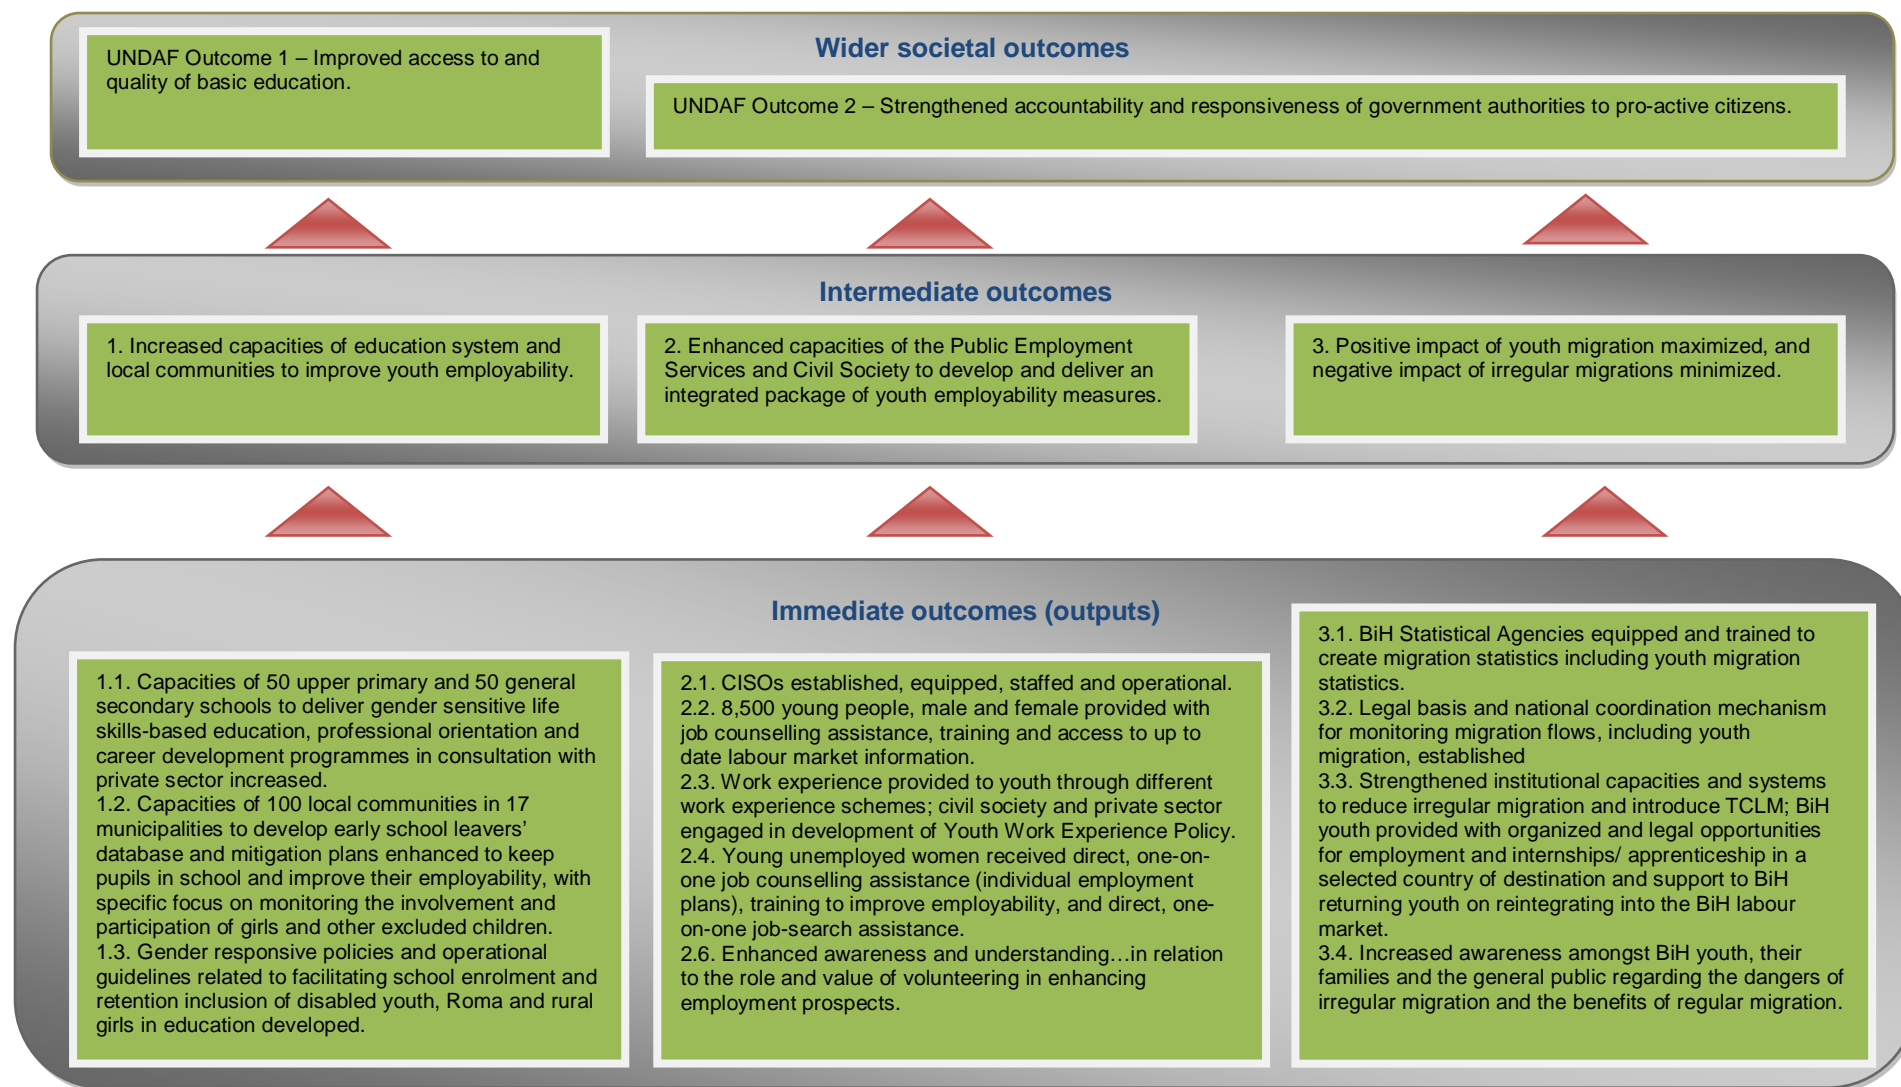 Wider societal outcomes
UNDAF Outcome 1 – Improved access to and
quality of basic education.
UNDAF Outcome 2 – Strengthened accountability and responsiveness of government authorities to pro-active citizens.
Intermediate outcomes
1. Increased capacities of education system and
local communities to improve youth employability.
2. Enhanced capacities of the Public Employment
Services and Civil Society to develop and deliver an
integrated package of youth employability measures.
3. Positive impact of youth migration maximized, and
negative impact of irregular migrations minimized.
Immediate outcomes (outputs)
1.1. Capacities of 50 upper primary and 50 general
secondary schools to deliver gender sensitive life
skills-based education, professional orientation and
career development programmes in consultation with
private sector increased.
1.2. Capacities of 100 local communities in 17
municipalities to develop early school leavers’
database and mitigation plans enhanced to keep
pupils in school and improve their employability, with
specific focus on monitoring the involvement and
participation of girls and other excluded children.
1.3. Gender responsive policies and operational
guidelines related to facilitating school enrolment and
retention inclusion of disabled youth, Roma and rural
girls in education developed.
2.1. CISOs established, equipped, staffed and operational.
2.2. 8,500 young people, male and female provided with
job counselling assistance, training and access to up to
date labour market information.
2.3. Work experience provided to youth through different
work experience schemes; civil society and private sector
engaged in development of Youth Work Experience Policy.
2.4. Young unemployed women received direct, one-on-
one job counselling assistance (individual employment
plans), training to improve employability, and direct, one-
on-one job-search assistance.
2.6. Enhanced awareness and understanding…in relation
to the role and value of volunteering in enhancing
employment prospects.
3.1. BiH Statistical Agencies equipped and trained to
create migration statistics including youth migration
statistics.
3.2. Legal basis and national coordination mechanism
for monitoring migration flows, including youth
migration, established
3.3. Strengthened institutional capacities and systems
to reduce irregular migration and introduce TCLM; BiH
youth provided with organized and legal opportunities
for employment and internships/ apprenticeship in a
selected country of destination and support to BiH
returning youth on reintegrating into the BiH labour
market.
3.4. Increased awareness amongst BiH youth, their
families and the general public regarding the dangers of
irregular migration and the benefits of regular migration.